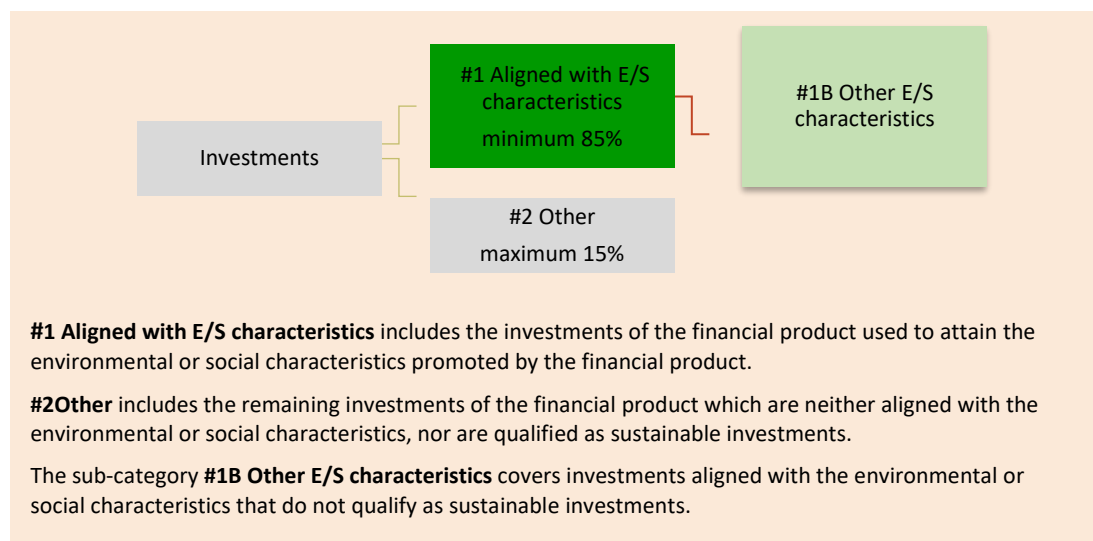 Investments
#1 Aligned with E/S
characteristics
minimum 85%
#1B Other E/S
characteristics
#2 Other
maximum 15%
#1 Aligned with E/S characteristics includes the investments of the financial product used to attain the
environmental or social characteristics promoted by the financial product.
#2Other includes the remaining investments of the financial product which are neither aligned with the
environmental or social characteristics, nor are qualified as sustainable investments.
The sub-category #1B Other E/S characteristics covers investments aligned with the environmental or
social characteristics that do not qualify as sustainable investments.